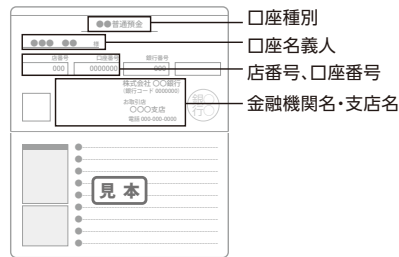 ●●普通預金
口座種別
●●● ●● 様
口座名義人
店番号 口座番号 銀行番号
000 0000000 000
店番号、口座番号
株式会社 〇〇銀行
(銀行コード 0000000)
お取引店
〇〇〇支店
電話 000-000-0000
金融機関名・支店名
見本